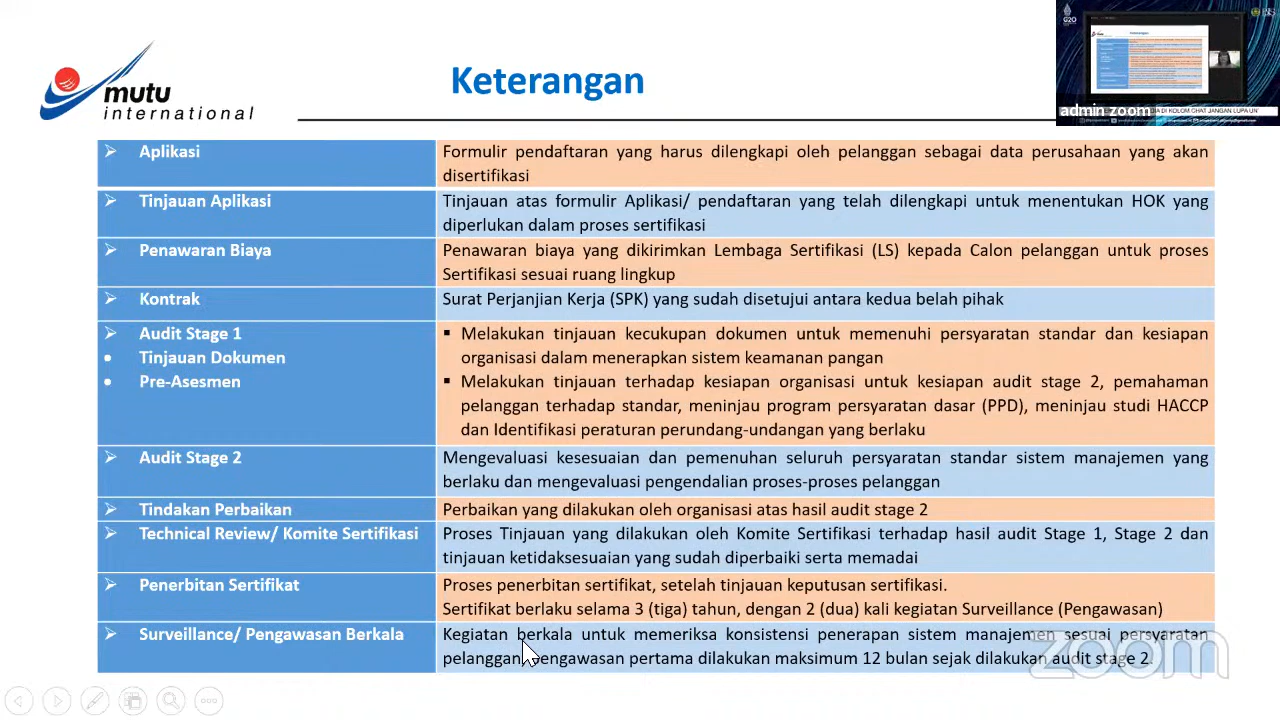 mutu
international
Keterangan
G20
admin zoom
DIA DI KOLOM CHAT JANGAN LUPA UN
Aplikasi
Formulir pendaftaran yang harus dilengkapi oleh pelanggan sebagai data perusahaan yang akan
disertifikasi
Tinjauan Aplikasi
Tinjauan atas formulir Aplikasi/ pendaftaran yang telah dilengkapi untuk menentukan HOK yang
diperlukan dalam proses sertifikasi
Penawaran Biaya
Penawaran biaya yang dikirimkan Lembaga Sertifikasi (LS) kepada Calon pelanggan untuk proses
Sertifikasi sesuai ruang lingkup
Kontrak
Surat Perjanjian Kerja (SPK) yang sudah disetujui antara kedua belah pihak
Audit Stage 1
Tinjauan Dokumen
Pre-Asesmen
Melakukan tinjauan kecukupan dokumen untuk memenuhi persyaratan standar dan kesiapan
organisasi dalam menerapkan sistem keamanan pangan
Melakukan tinjauan terhadap kesiapan organisasi untuk kesiapan audit stage 2, pemahaman
pelanggan terhadap standar, meninjau program persyaratan dasar (PPD), meninjau studi HACCP
dan Identifikasi peraturan perundang-undangan yang berlaku
Audit Stage 2
Mengevaluasi kesesuaian dan pemenuhan seluruh persyaratan standar sistem manajemen yang
berlaku dan mengevaluasi pengendalian proses-proses pelanggan
Tindakan Perbaikan
Perbaikan yang dilakukan oleh organisasi atas hasil audit stage 2
Technical Review/ Komite Sertifikasi
Proses Tinjauan yang dilakukan oleh Komite Sertifikasi terhadap hasil audit Stage 1, Stage 2 dan
tinjauan ketidaksesuaian yang sudah diperbaiki serta memadai
Penerbitan Sertifikat
Proses penerbitan sertifikat, setelah tinjauan keputusan sertifikasi.
Sertifikat berlaku selama 3 (tiga) tahun, dengan 2 (dua) kali kegiatan Surveillance (Pengawasan)
Surveillance/ Pengawasan Berkala
Kegiatan berkala untuk memeriksa konsistensi penerapan sistem manajemen sesuai persyaratan
pelanggan, pengawasan pertama dilakukan maksimum 12 bulan sejak dilakukan audit stage 2.
zoom